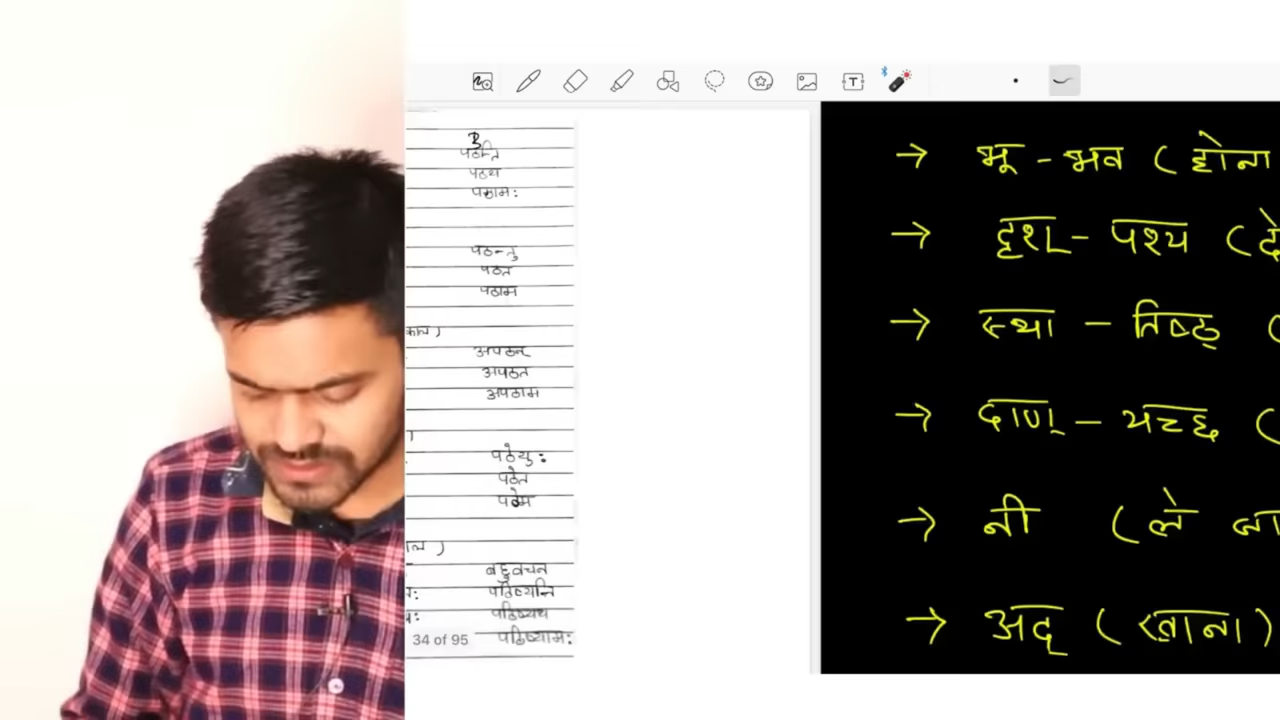 पठन्ति
पठथ
पठामः
पठन्तु
पठत
पठाम
काल)
अपठन्
अपठत
अपठाम
पठेयुः
पठेत
पठेम
ाल)
बहुवचन
पठिष्यन्ति
पठिष्यथ
34 of 95
पठिष्यामः
→ भू - भव (होना
→ दृश् - पश्य (दे
→ स्था - तिष्ठ् (
→ दाण् - यच्छ (
→ नी (ले जा
→ अद् (खाना)